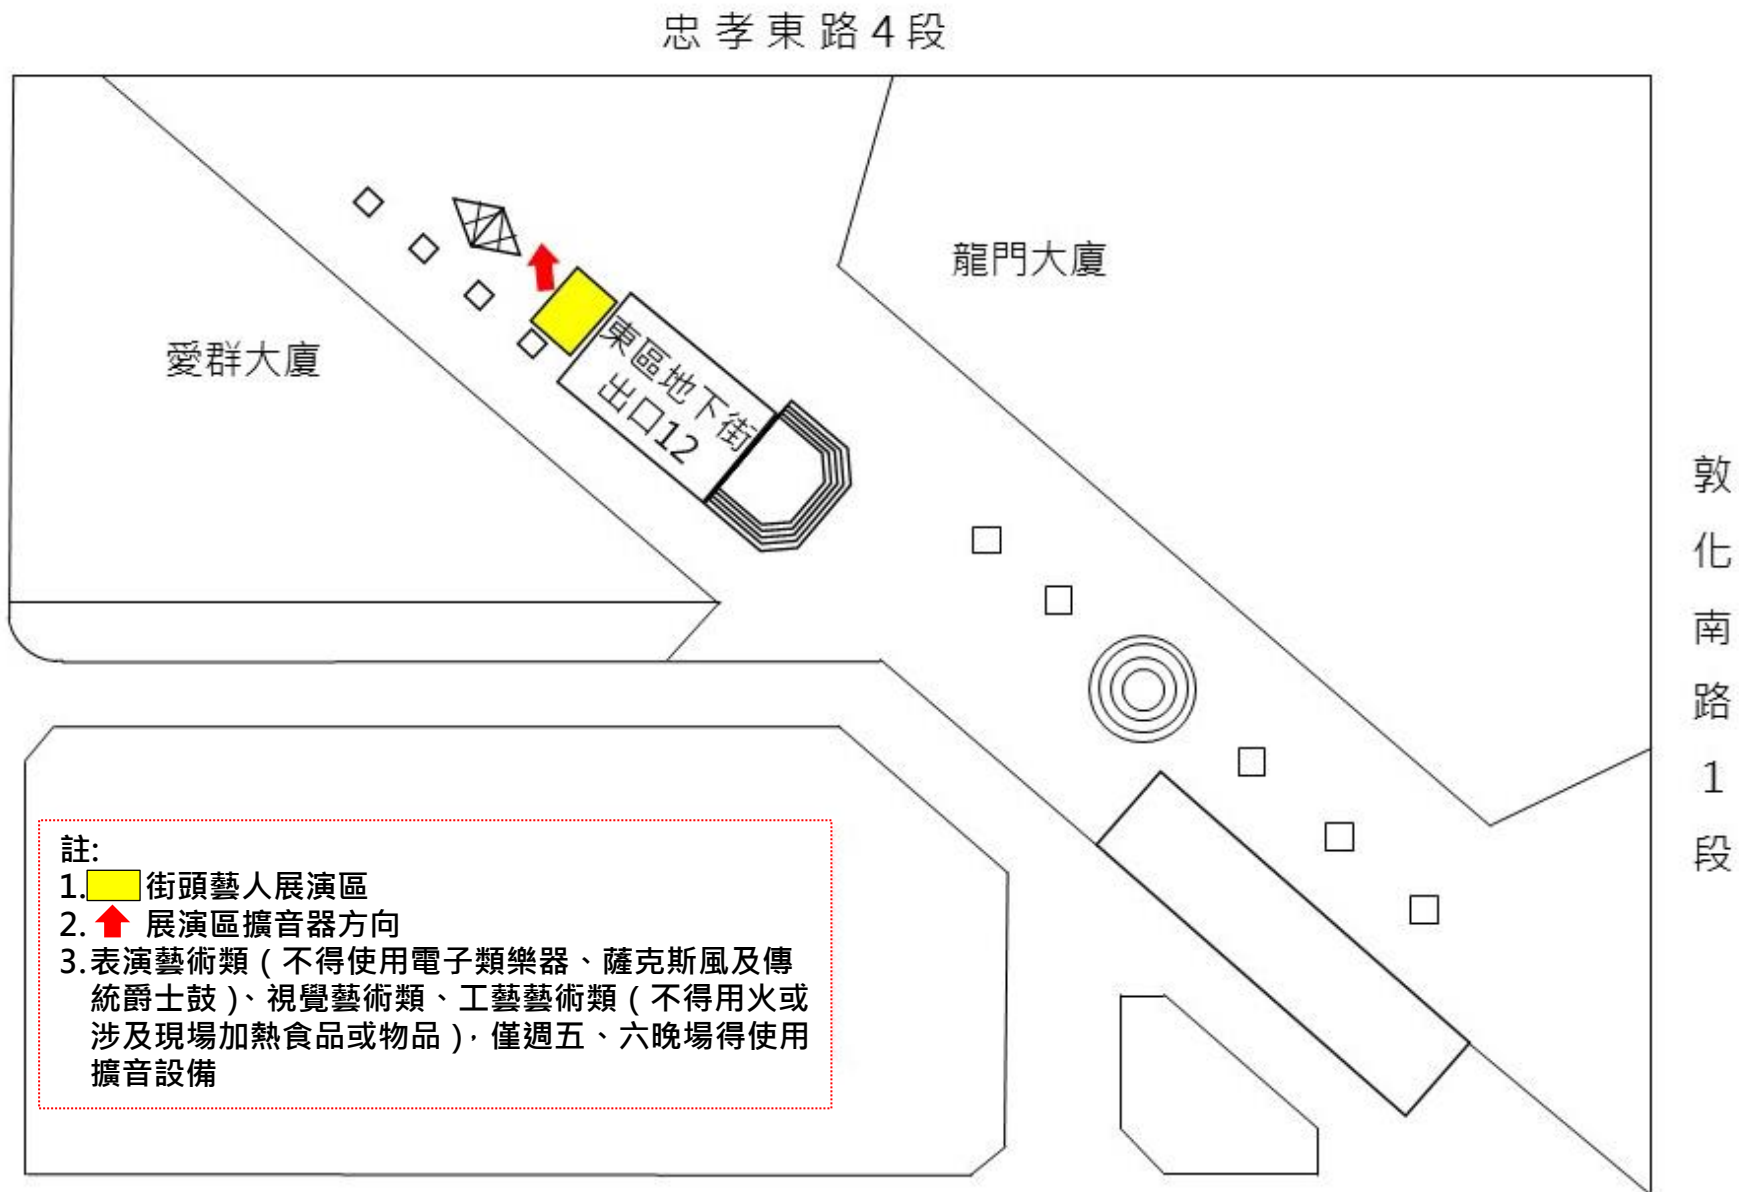 忠孝東路4段
龍門大廈
愛群大廈
東區地下街
出口12
敦化南路1段
註:
1. 街頭藝人展演區
2. 展演區擴音器方向
3.表演藝術類(不得使用電子類樂器、薩克斯風及傳
統爵士鼓)、視覺藝術類、工藝藝術類(不得用火或
涉及現場加熱食品或物品),僅週五、六晚場得使用
擴音設備